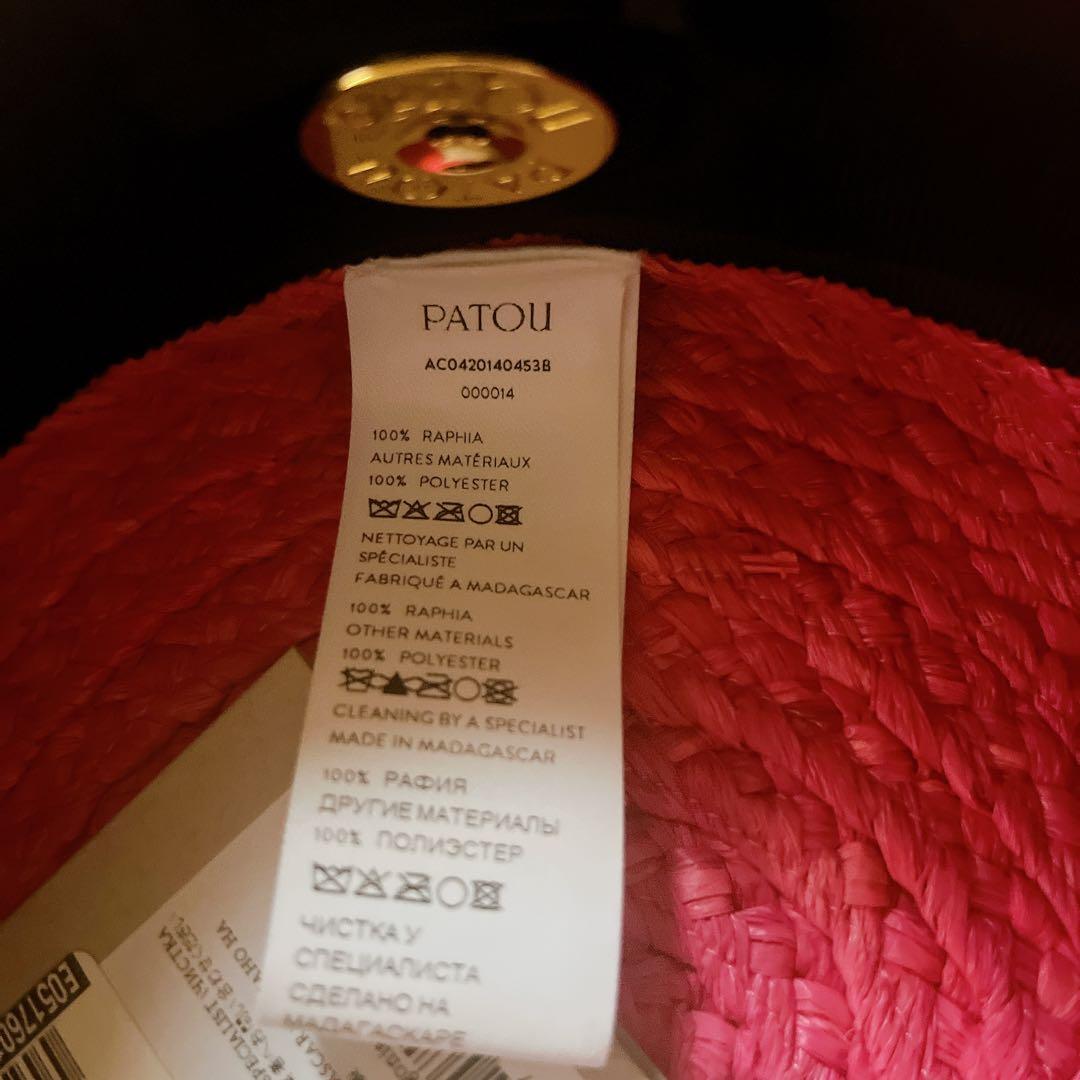 PATOU
PATOU
AC0420140453B
000014
100% RAPHIA
AUTRES MATÉRIAUX
100% POLYESTER
NETTOYAGE PAR UN
SPÉCIALISTE
FABRIQUÉ A MADAGASCAR
100% RAPHIA
OTHER MATERIALS
100% POLYESTER
CLEANING BY A SPECIALIST
MADE IN MADAGASCAR
100% РАФИЯ
ДРУГИЕ МАТЕРИАЛЫ
100% ПОЛИЭСТЕР
ЧИСТКА У
СПЕЦИАЛИСТА
СДЕЛАНО НА
МАДАГАСКАРЕ